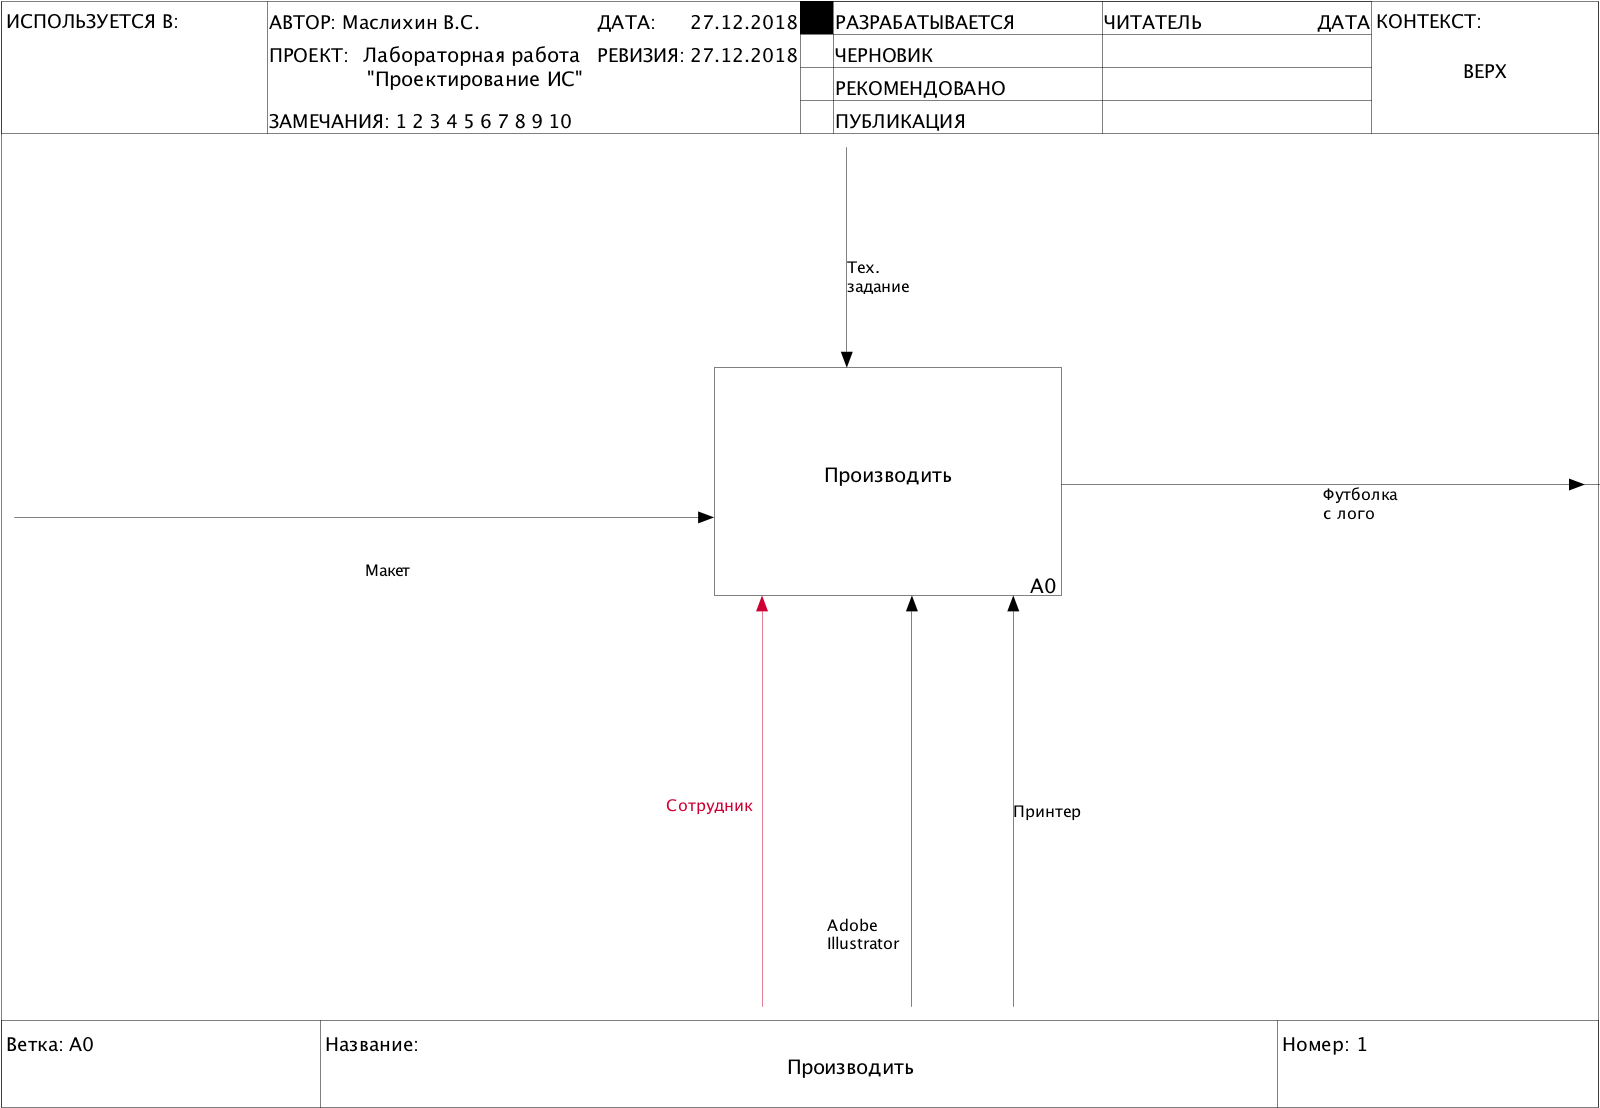 ИСПОЛЬЗУЕТСЯ В:
АВТОР: Маслихин В.С.
ДАТА: 27.12.2018
ПРОЕКТ: Лабораторная работа
"Проектирование ИС"
РЕВИЗИЯ: 27.12.2018
ЗАМЕЧАНИЯ: 1 2 3 4 5 6 7 8 9 10
РАЗРАБАТЫВАЕТСЯ
ЧЕРНОВИК
РЕКОМЕНДОВАНО
ПУБЛИКАЦИЯ
ЧИТАТЕЛЬ
ДАТА
КОНТЕКСТ:
ВЕРХ
Тех.
задание
Производить
A0
Футболка
с лого
Макет
Сотрудник
Принтер
Adobe
Illustrator
Ветка: A0
Название:
Производить
Номер: 1